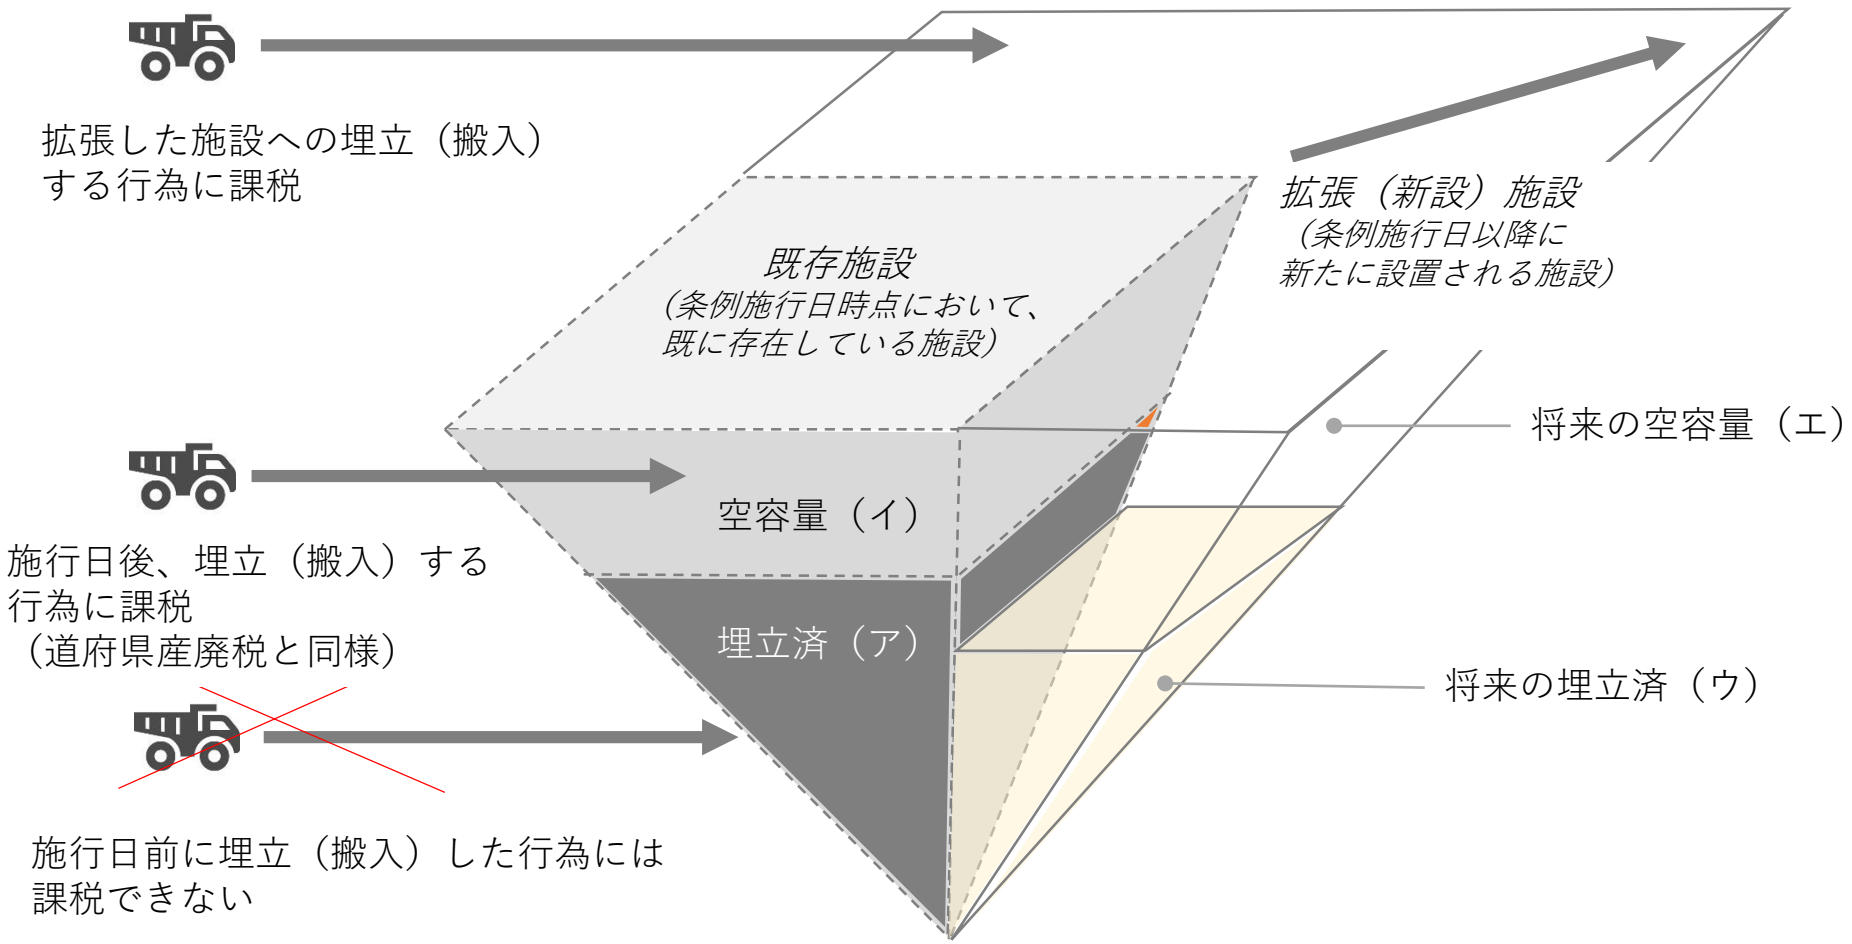 拡張した施設への埋立（搬入）
する行為に課税
拡張（新設）施設
（条例施行日以降に
新たに設置される施設）
既存施設
（条例施行日時点において、
既に存在している施設）
将来の空容量（エ）
空容量（イ）
施行日後、埋立（搬入）する
行為に課税
（道府県産廃税と同様）
埋立済（ア）
将来の埋立済（ウ）
施行日前に埋立（搬入）した行為には
課税できない